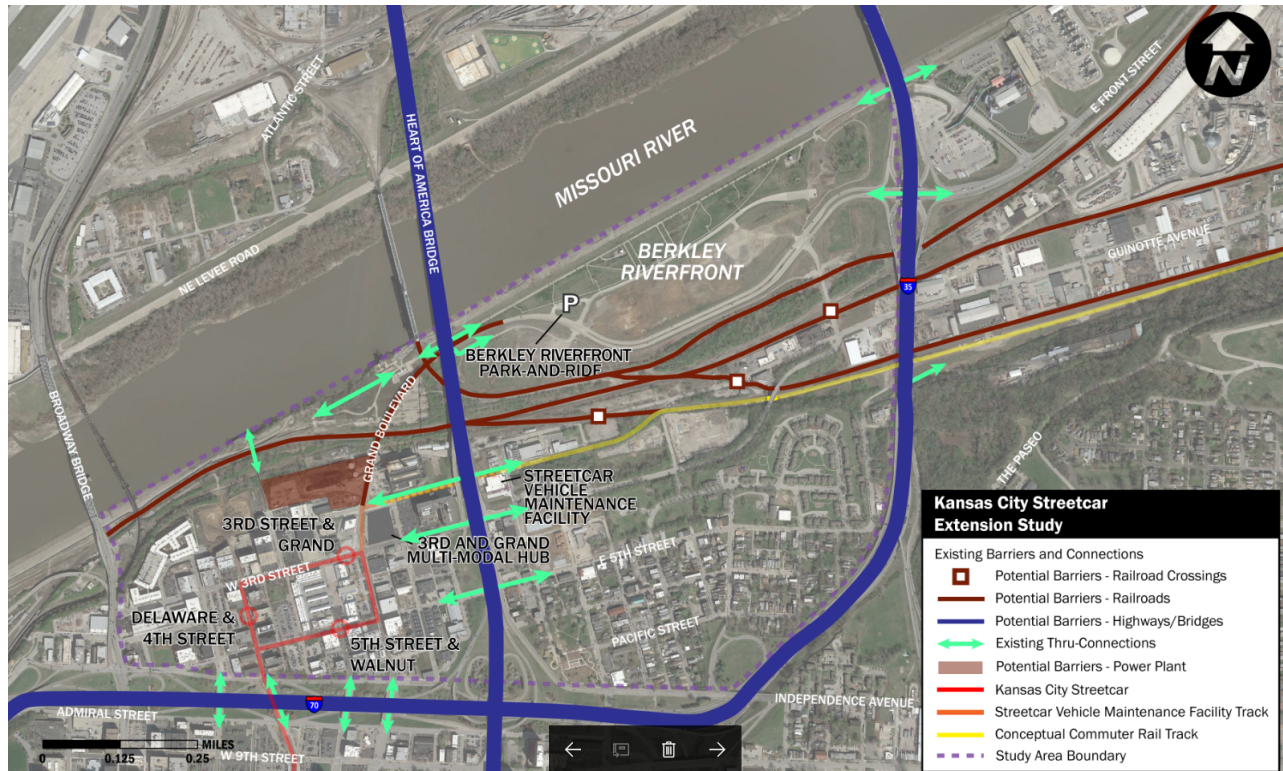 N
ATLANTIC STREET
HEART OF AMERICA BRIDGE
E FRONT STREET
MISSOURI RIVER
NE LEVEE ROAD
BERKLEY
RIVERFRONT
GUINOTTE AVENUE
35
P
BERKLEY RIVERFRONT
PARK-AND-RIDE
BROADWAY BRIDGE
GRAND BOULEVARD
THE PASEO
STREETCAR
VEHICLE
MAINTENANCE
FACILITY
3RD STREET &
GRAND
3RD AND GRAND
MULTI-MODAL HUB
E 5TH STREET
W 3RD STREET
DELAWARE &
4TH STREET
5TH STREET &
WALNUT
PACIFIC STREET
INDEPENDENCE AVENUE
70
ADMIRAL STREET
W 9TH STREET
MILES
0 0.125 0.25
Kansas City Streetcar
Extension Study
Existing Barriers and Connections
Potential Barriers - Railroad Crossings
Potential Barriers - Railroads
Potential Barriers - Highways/Bridges
Existing Thru-Connections
Potential Barriers - Power Plant
Kansas City Streetcar
Streetcar Vehicle Maintenance Facility Track
Conceptual Commuter Rail Track
Study Area Boundary